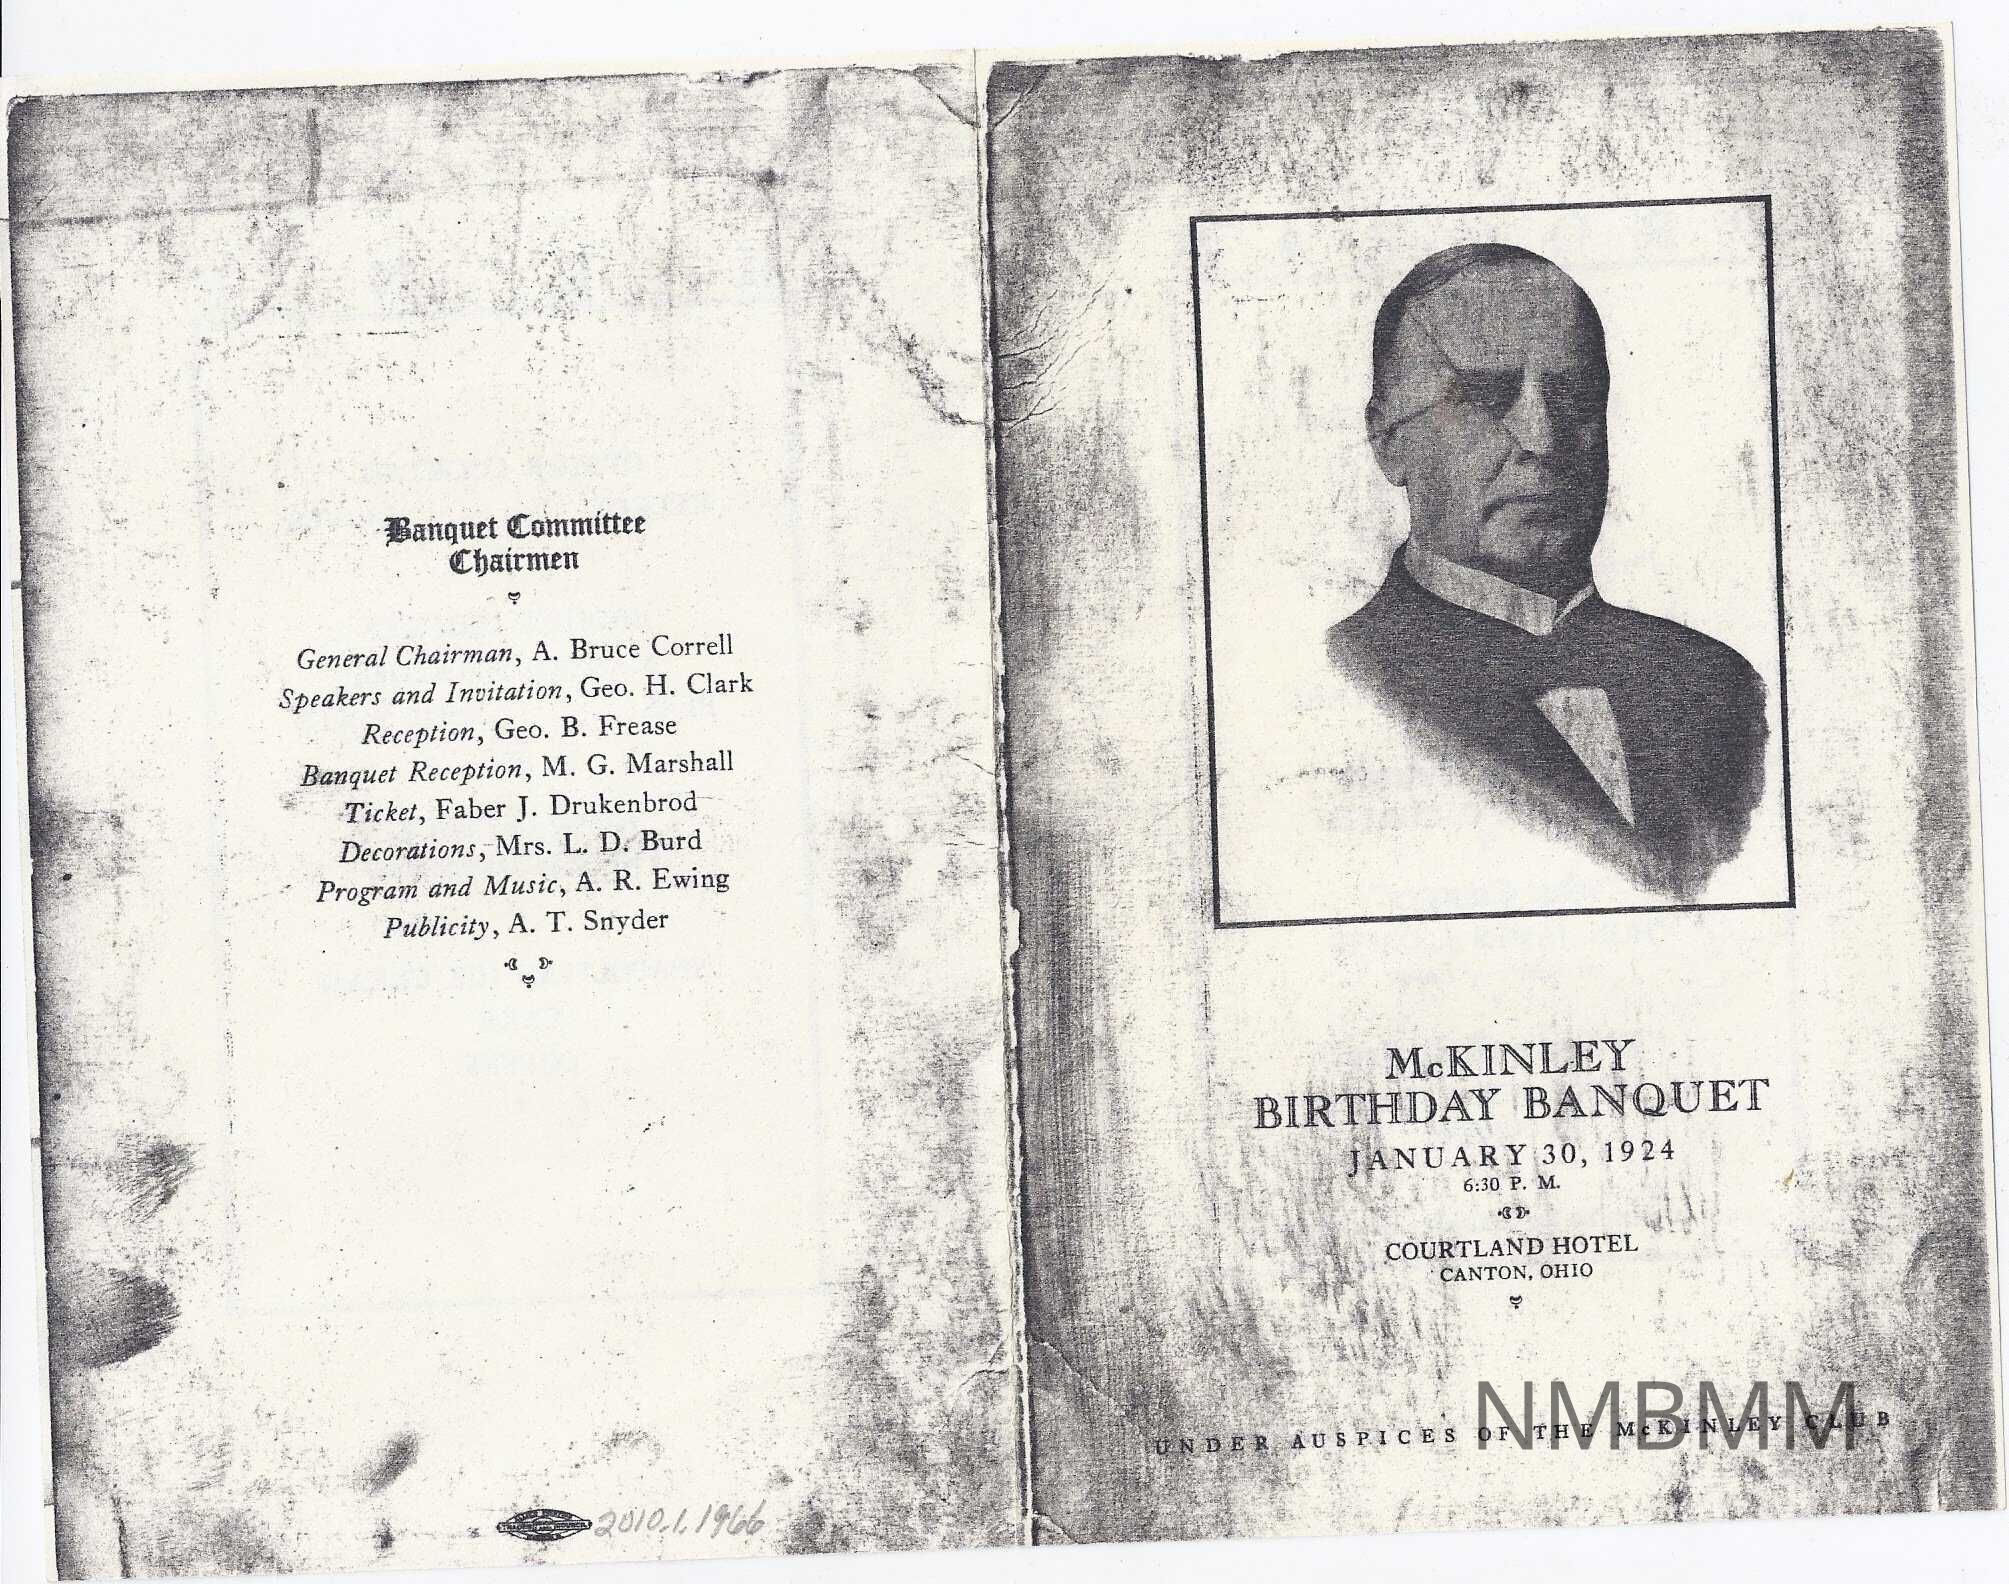 Banquet Committee
Chairmen
General Chairman, A. Bruce Correll
Speakers and Invitation, Geo. H. Clark
Reception, Geo. B. Frease
Banquet Reception, M. G. Marshall
Ticket, Faber J. Drukenbrod
Decorations, Mrs. L. D. Burd
Program and Music, A. R. Ewing
Publicity, A. T. Snyder
2010.1.1966
McKINLEY
BIRTHDAY BANQUET
JANUARY 30, 1924
6:30 P. M.
COURTLAND HOTEL
CANTON, OHIO
UNDER AUSPICES OF THE McKINLEY CLUB
NMBMM